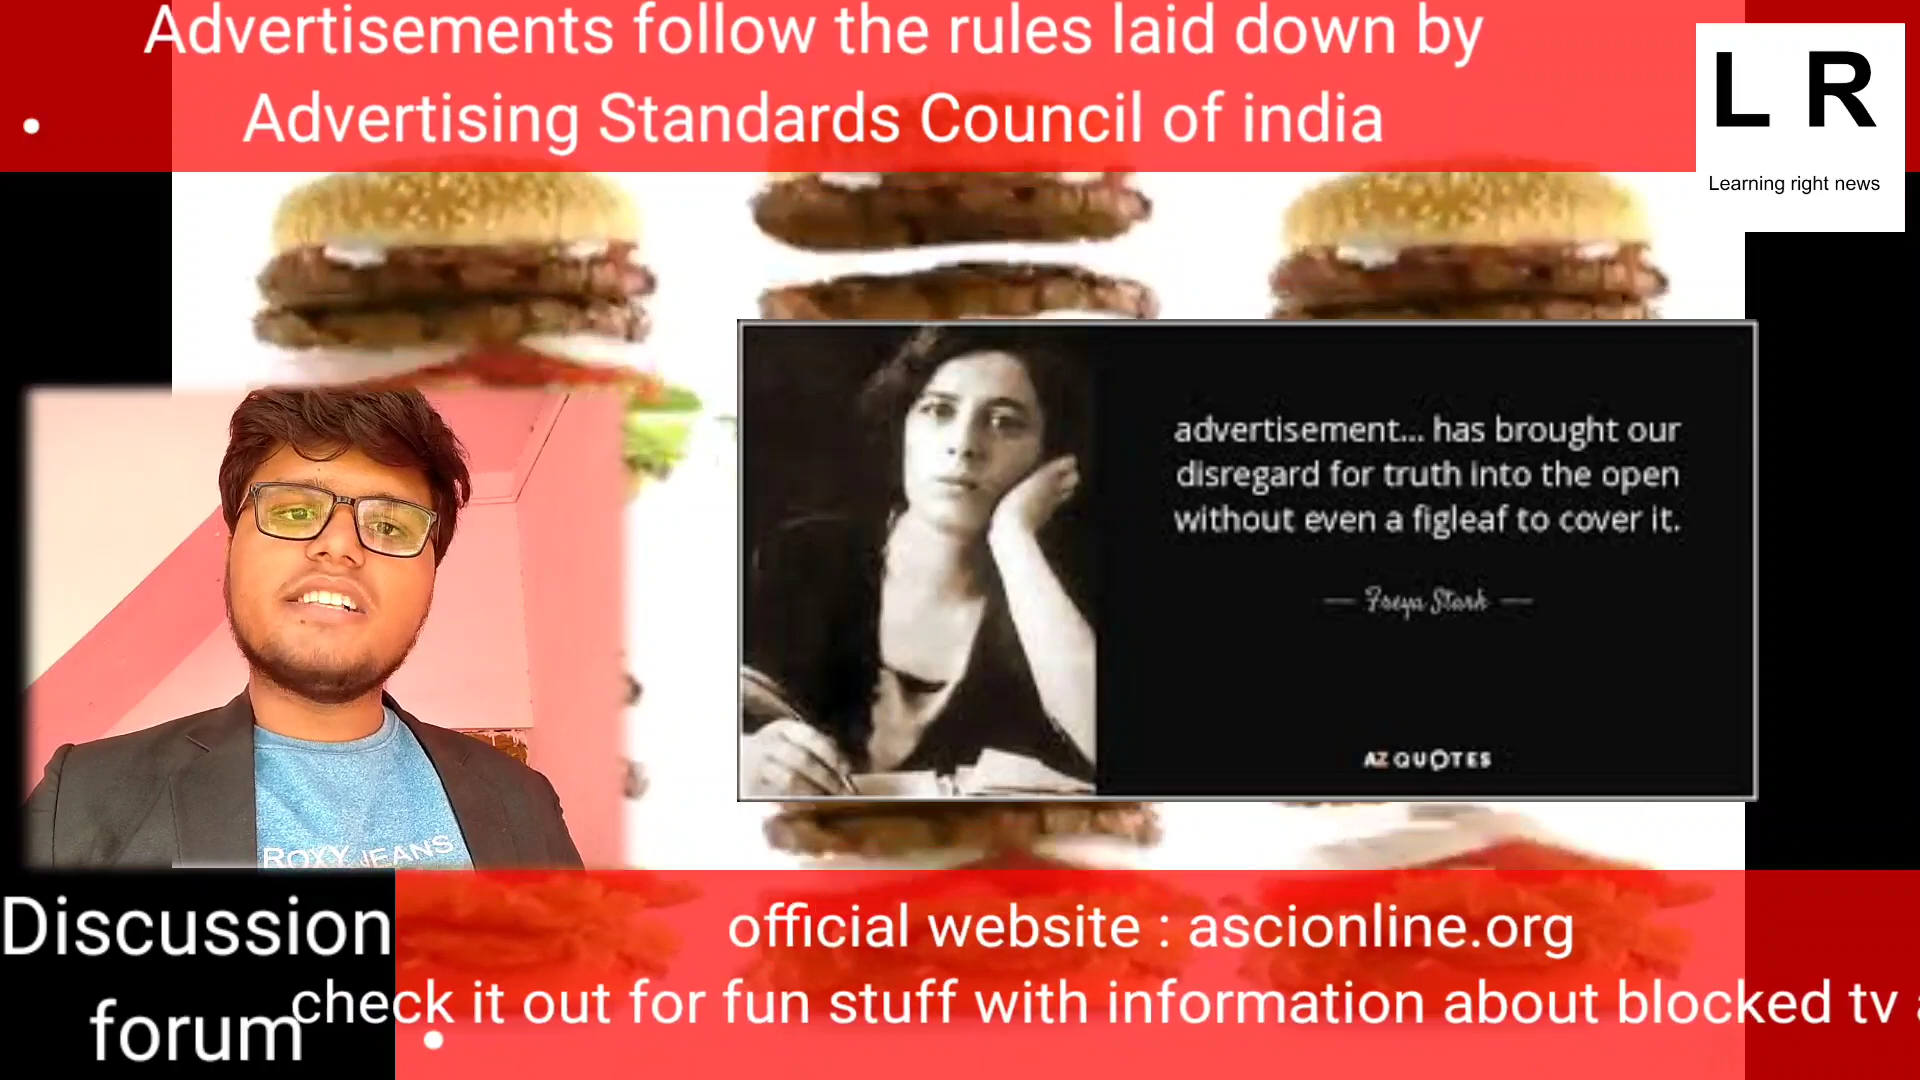 Advertisements follow the rules laid down by
Advertising Standards Council of india
L R
Learning right news
advertisement... has brought our
disregard for truth into the open
without even a figleaf to cover it.
— Freya Stark —
AZ QUOTES
ROXY JEANS
Discussion
forum
official website : ascionline.org
check it out for fun stuff with information about blocked tv